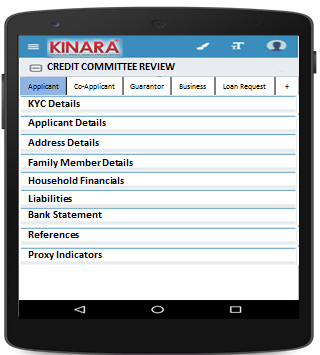 KINARA
CREDIT COMMITTEE REVIEW
Applicant Co-Applicant Guarantor Business Loan Request +
KYC Details
Applicant Details
Address Details
Family Member Details
Household Financials
Liabilities
Bank Statement
References
Proxy Indicators